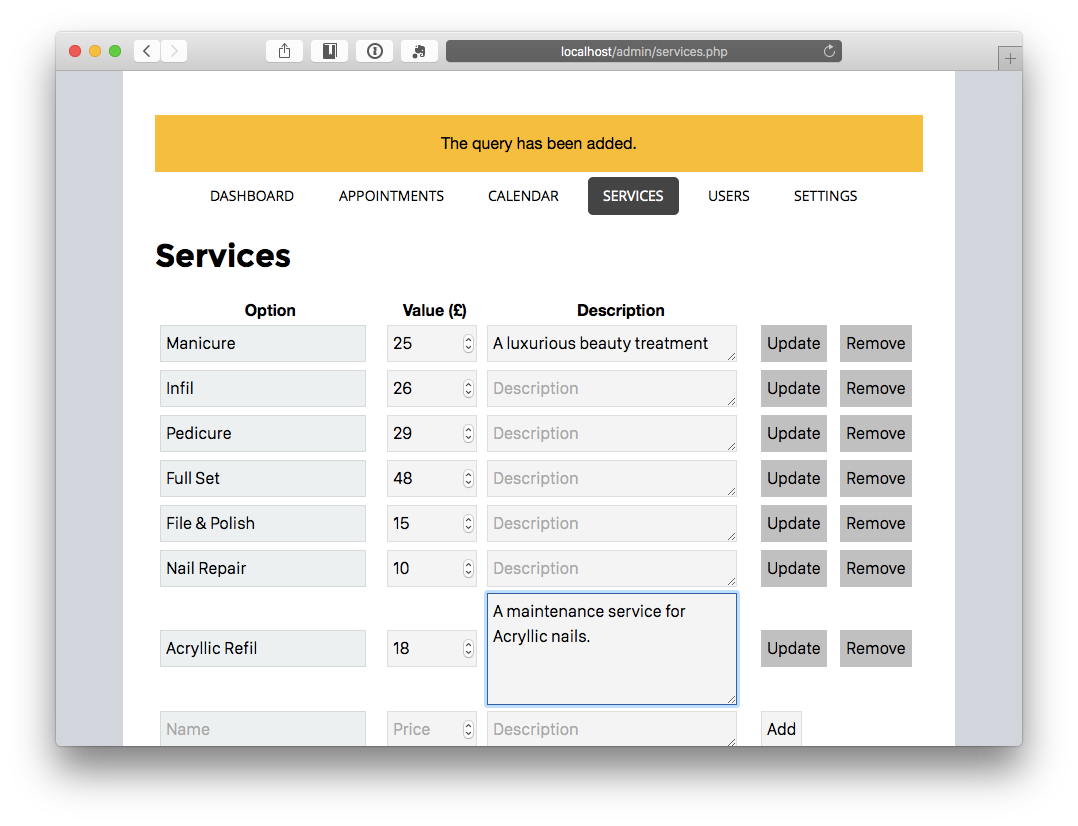 localhost/admin/services.php
The query has been added.
DASHBOARD APPOINTMENTS CALENDAR SERVICES USERS SETTINGS
Services
Option Value (£) Description
Manicure 25 A luxurious beauty treatment Update Remove
Infil 26 Description Update Remove
Pedicure 29 Description Update Remove
Full Set 48 Description Update Remove
File & Polish 15 Description Update Remove
Nail Repair 10 Description Update Remove
A maintenance service for
Acryllic nails.
Acryllic Refil 18 Update Remove
Name Price Description Add